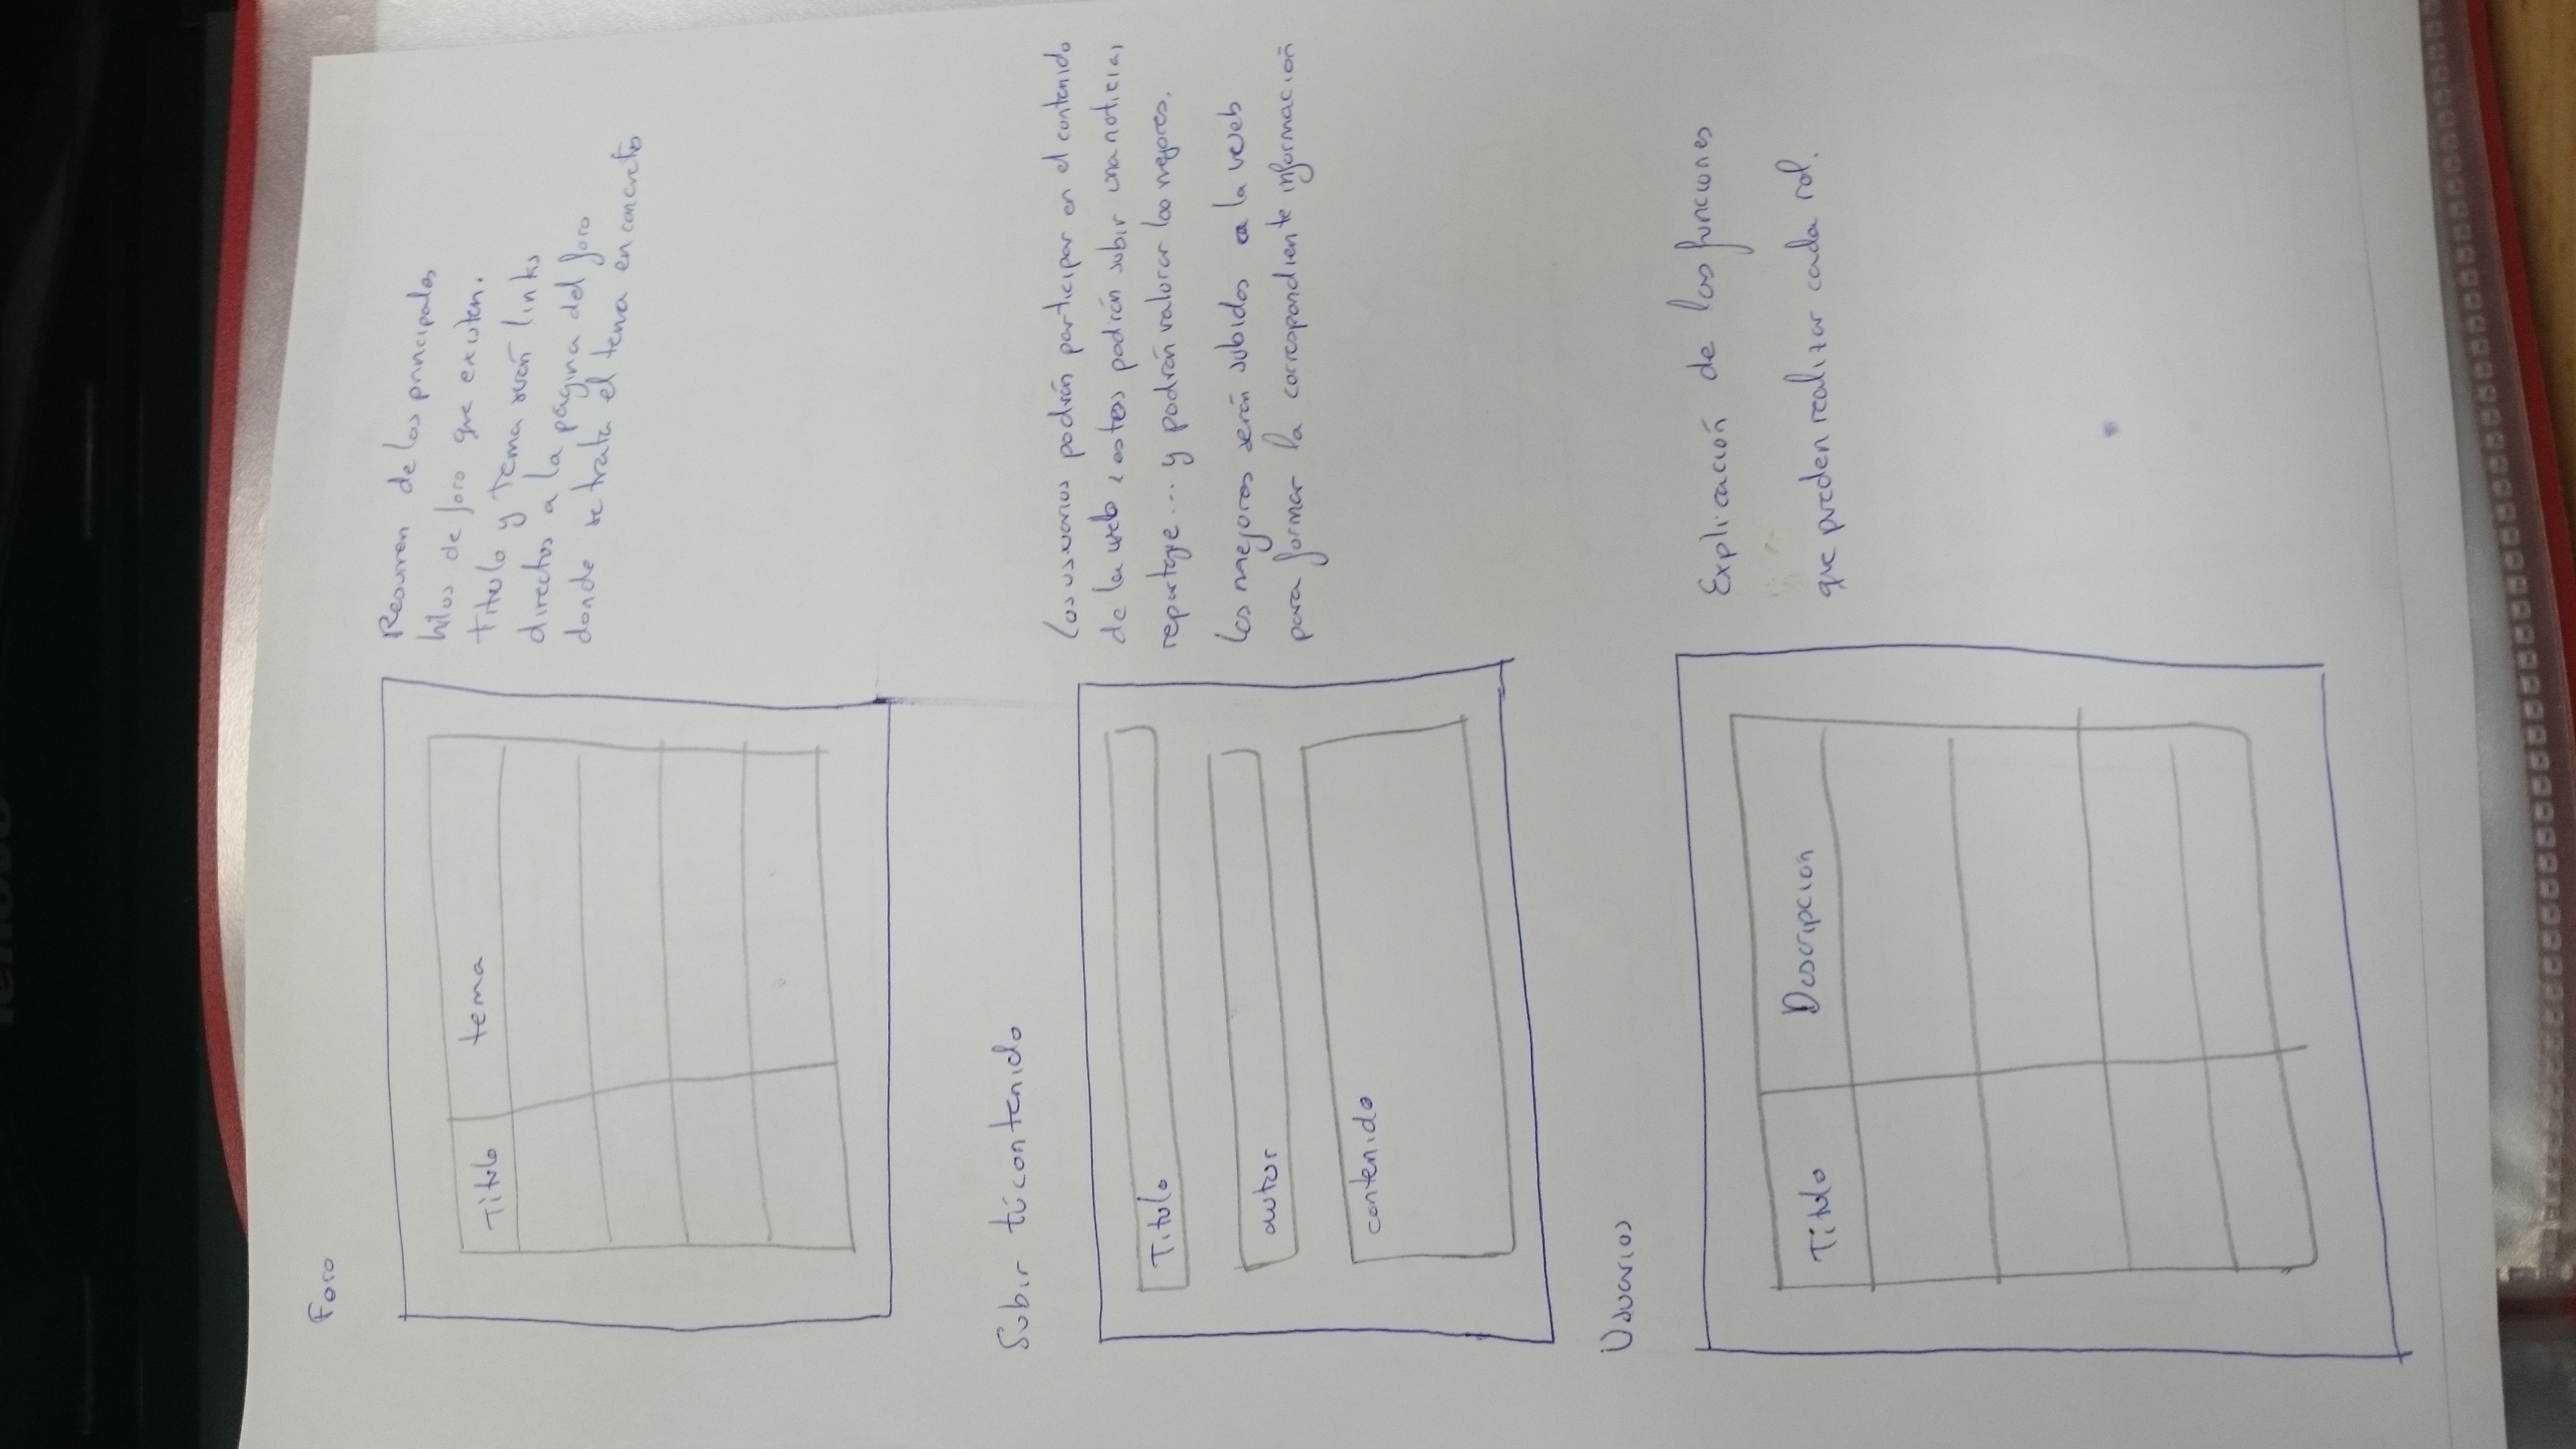 lenovo
Foro
Titulo
tema
Resumen de los principales
hilos de foro que existen.
Titulo y Tema serán links
directos a la página del foro
donde se trata el tema en concreto
Subir tú contenido
Titulo
autor
contenido
Los usuarios podrán participar en el contenido
de la web, estos podrán subir una noticia,
reportaje... y podrán valorar los mejores.
Los mejores serán subidos a la web
para formar la correspondiente información
Usuarios
Titulo
Descripción
Explicación de las funciones
que pueden realizar cada rol.